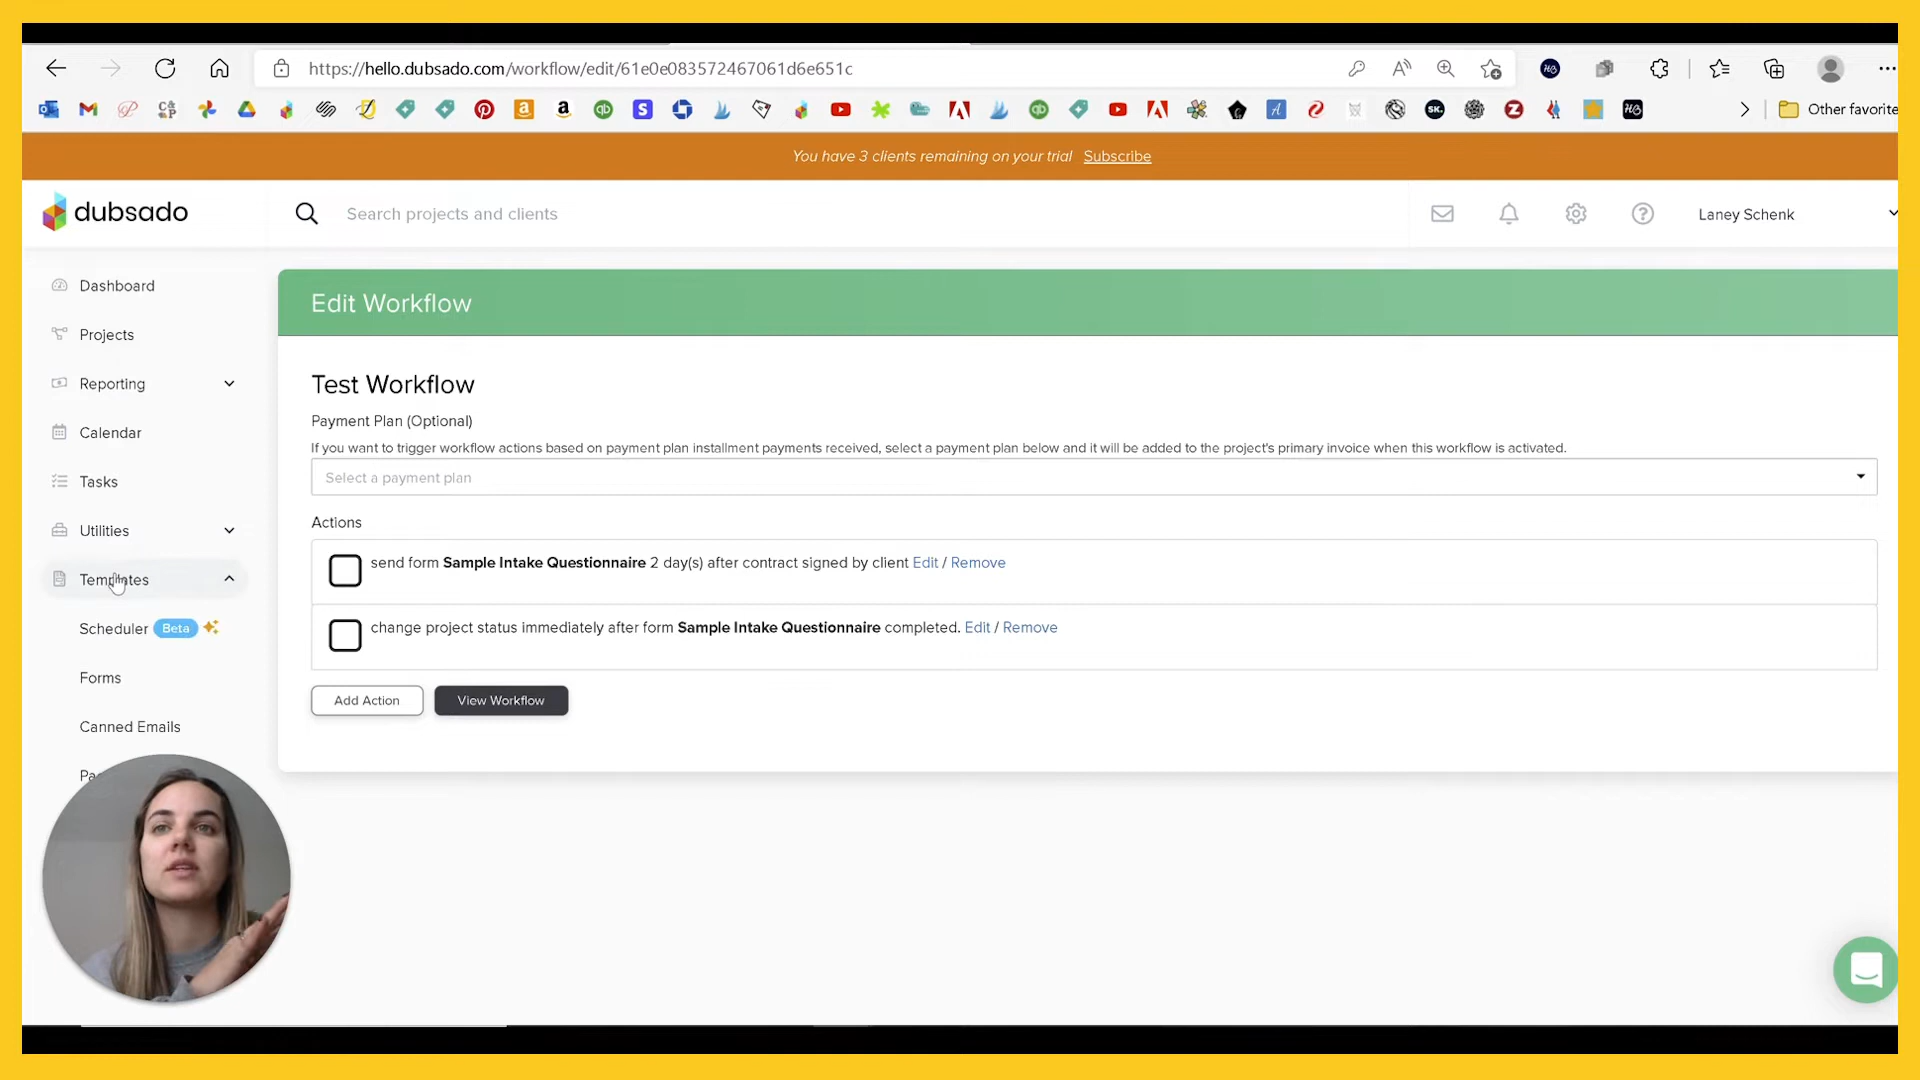 https://hello.dubsado.com/workflow/edit/61e0e083572467061d6e651c
Other favorite
You have 3 clients remaining on your trial Subscribe
dubsado
Search projects and clients
Laney Schenk
Dashboard
Projects
Reporting
Calendar
Tasks
Utilities
Templates
Scheduler Beta
Forms
Canned Emails
Edit Workflow
Test Workflow
Payment Plan (Optional)
If you want to trigger workflow actions based on payment plan installment payments received, select a payment plan below and it will be added to the project's primary invoice when this workflow is activated.
Select a payment plan
Actions
send form Sample Intake Questionnaire 2 day(s) after contract signed by client Edit / Remove
change project status immediately after form Sample Intake Questionnaire completed. Edit / Remove
Add Action View Workflow